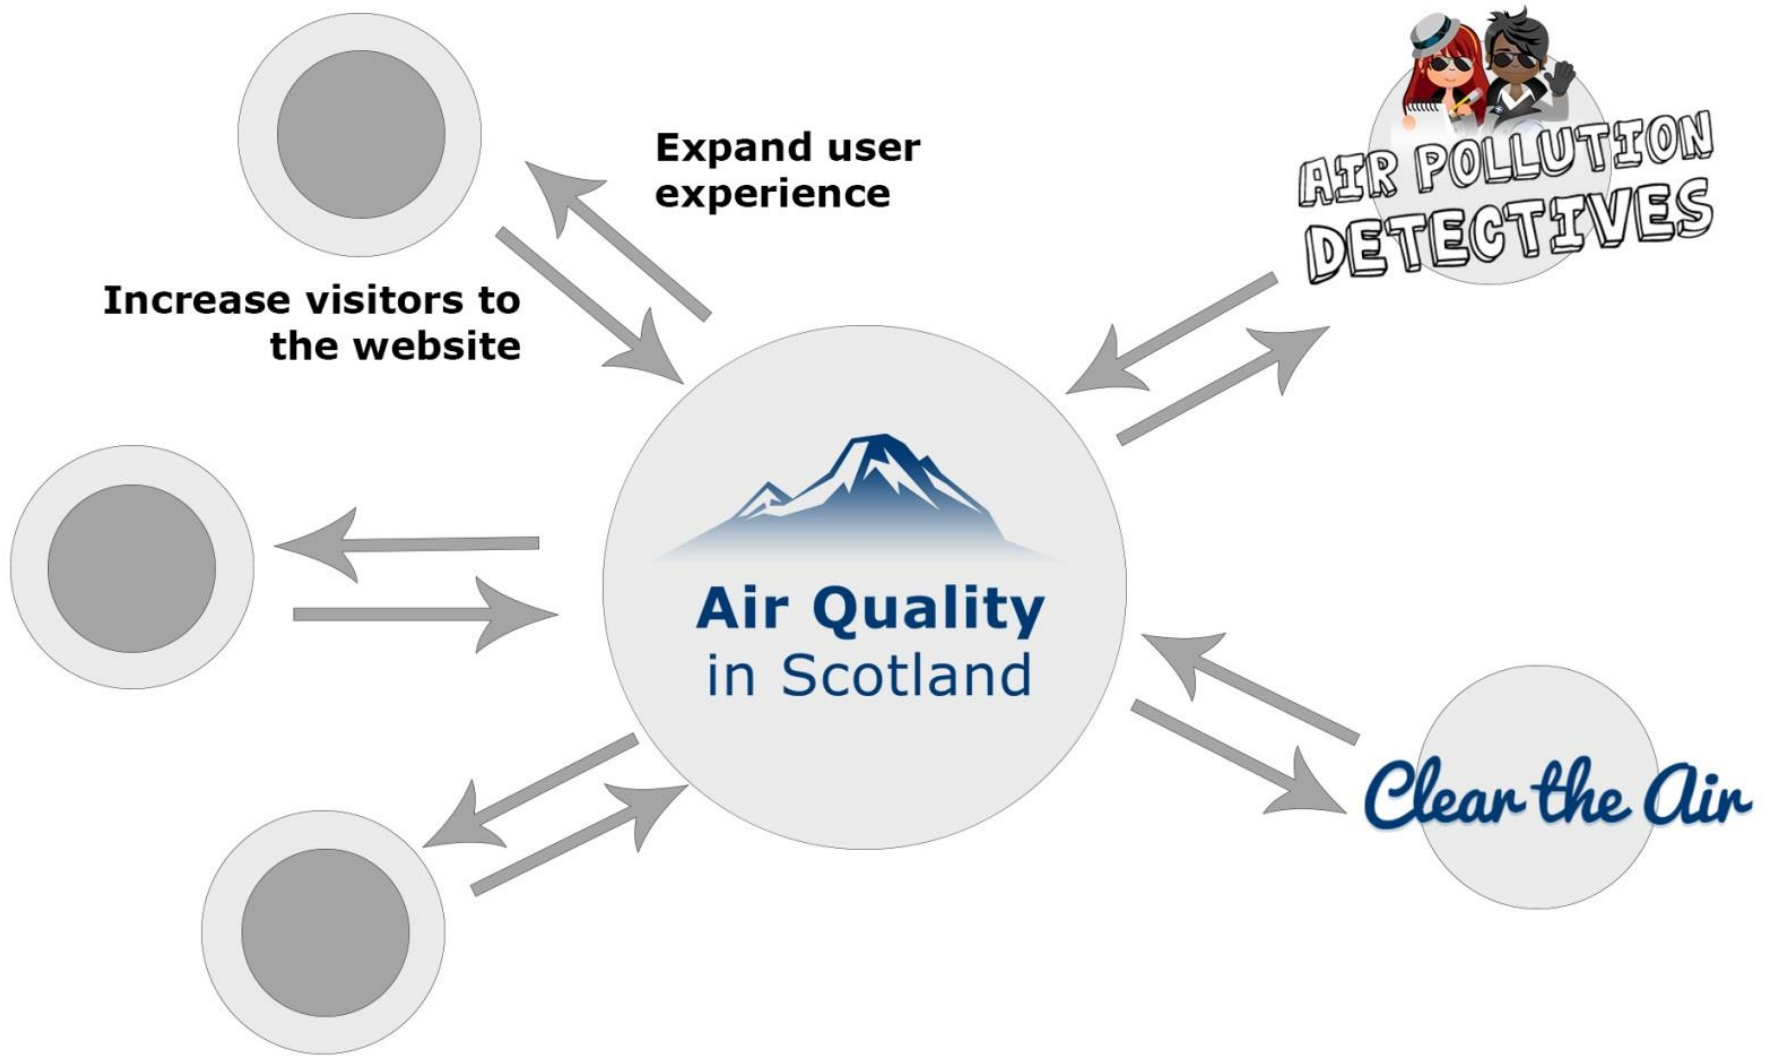 Expand user
experience
Increase visitors to
the website
AIR POLLUTION
DETECTIVES
Air Quality
in Scotland
Clear the Air